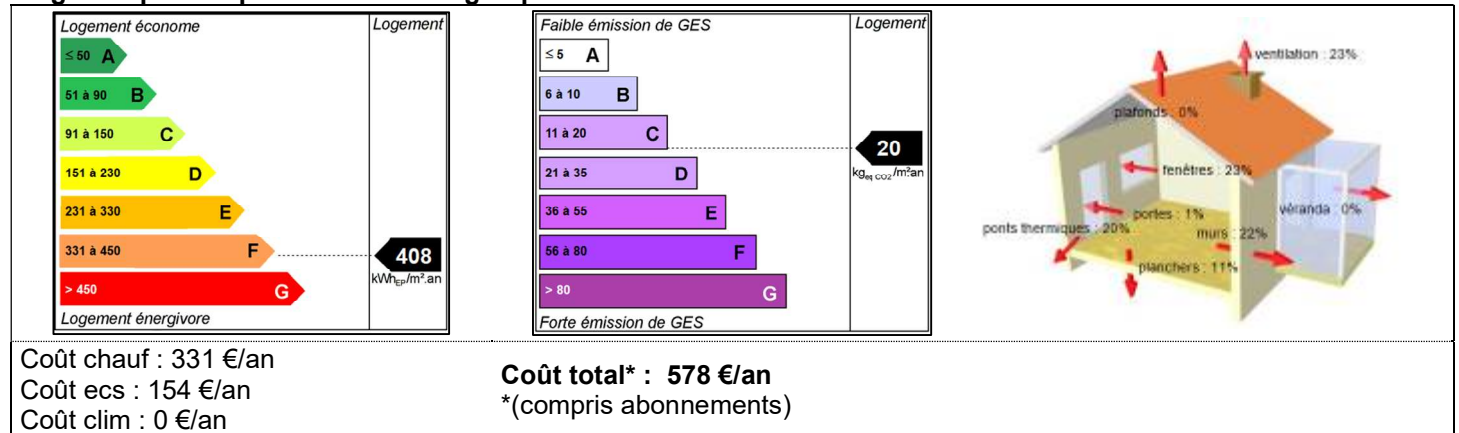 Logement économe Logement
≤ 50 A
51 à 90 B
91 à 150 C
151 à 230 D
231 à 330 E
331 à 450 F
> 450 G
408
kWhEP/m².an
Logement énergivore
Faible émission de GES Logement
≤ 5 A
6 à 10 B
11 à 20 C
21 à 35 D
36 à 55 E
56 à 80 F
> 80 G
20
kgeq CO2/m²an
Forte émission de GES
ventilation : 23%
plafonds : 0%
fenêtres : 23%
portes : 1%
véranda : 0%
ponts thermiques : 20%
murs : 22%
planchers : 11%
Coût chauf : 331 €/an
Coût ecs : 154 €/an
Coût clim : 0 €/an
Coût total* : 578 €/an
*(compris abonnements)